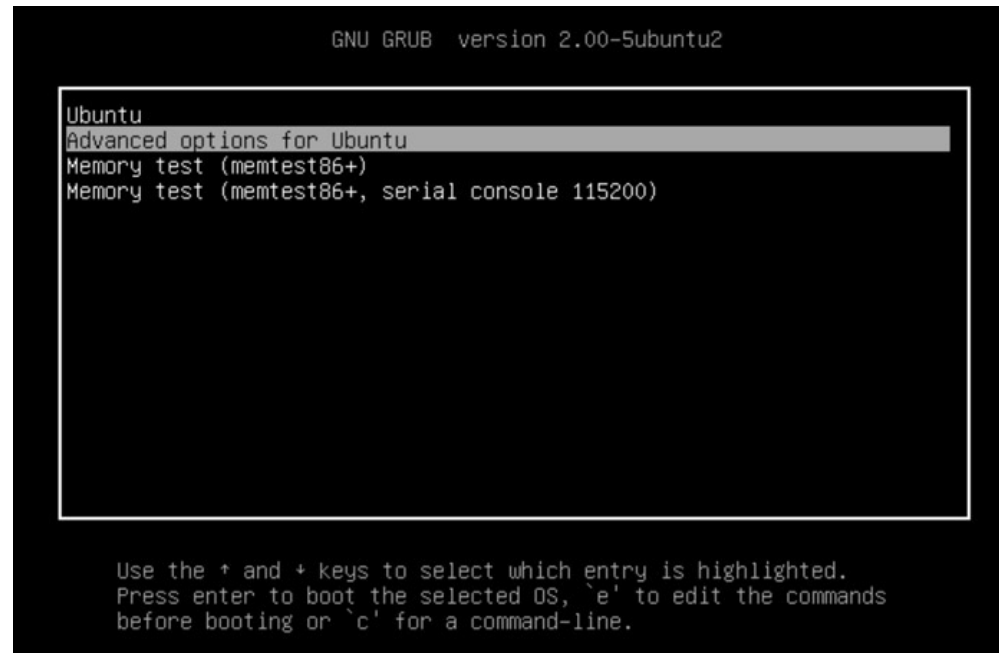 GNU GRUB version 2.00-5ubuntu2
Ubuntu
Advanced options for Ubuntu
Memory test (memtest86+)
Memory test (memtest86+, serial console 115200)
Use the ↑ and ↓ keys to select which entry is highlighted.
Press enter to boot the selected OS, `e' to edit the commands
before booting or `c' for a command-line.